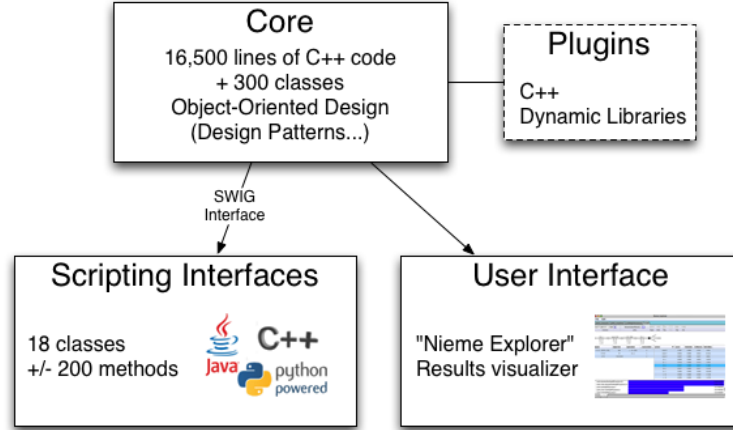 Core
16,500 lines of C++ code
+ 300 classes
Object-Oriented Design
(Design Patterns...)
Plugins
C++
Dynamic Libraries
SWIG
Interface
Scripting Interfaces
18 classes
+/- 200 methods
Java
C++
python
powered
User Interface
"Nieme Explorer"
Results visualizer